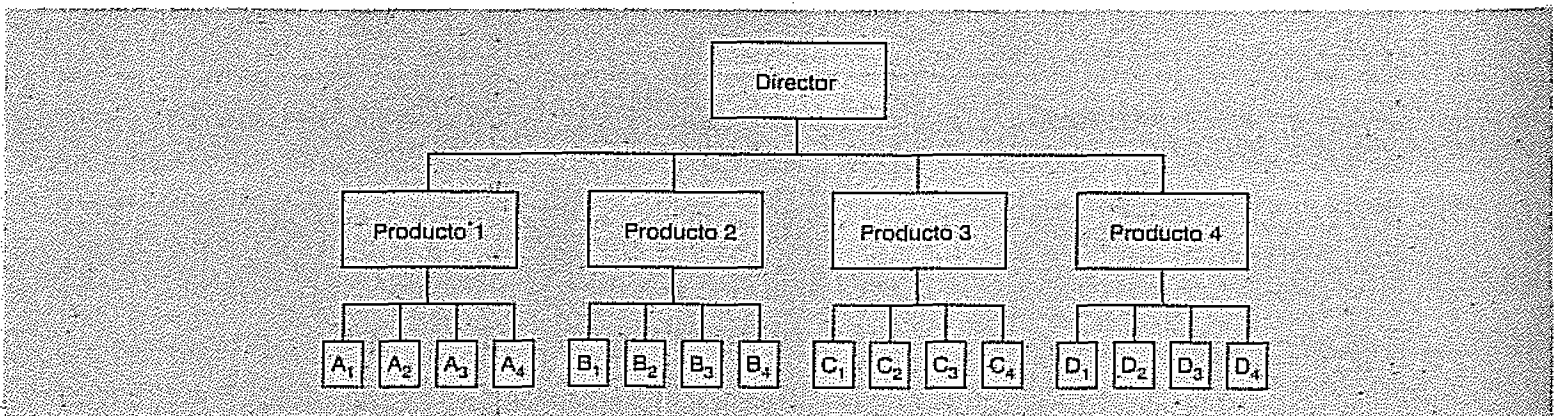 Director
Producto 1 Producto 2 Producto 3 Producto 4
A₁ A₂ A₃ A₄ B₁ B₂ B₃ B₄ C₁ C₂ C₃ C₄ D₁ D₂ D₃ D₄